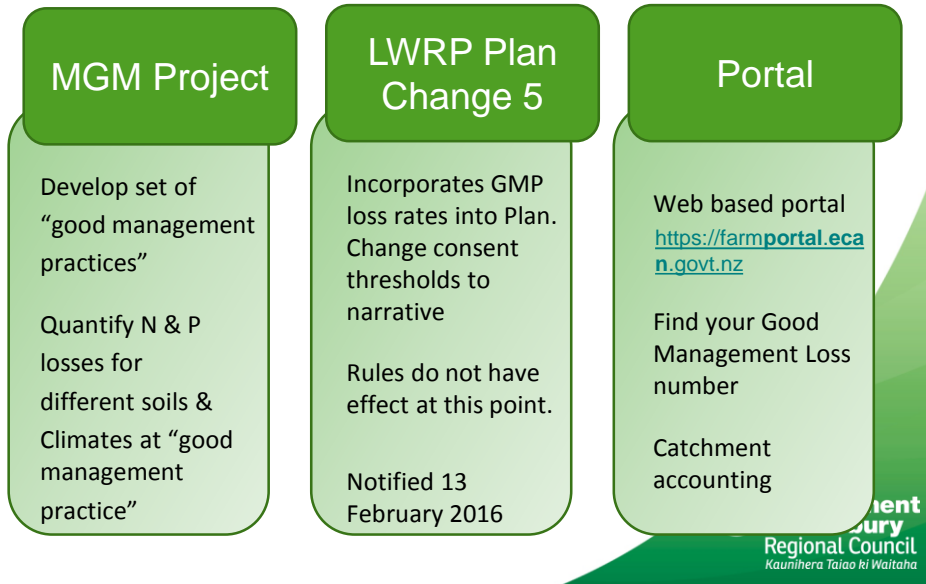 MGM Project
Develop set of
“good management
practices”
Quantify N & P
losses for
different soils &
Climates at “good
management
practice”
LWRP Plan
Change 5
Incorporates GMP
loss rates into Plan.
Change consent
thresholds to
narrative
Rules do not have
effect at this point.
Notified 13
February 2016
Portal
Web based portal
https://farmportal.eca
n.govt.nz
Find your Good
Management Loss
number
Catchment
accounting
Regional Council
Kaunihera Taiao ki Waitaha